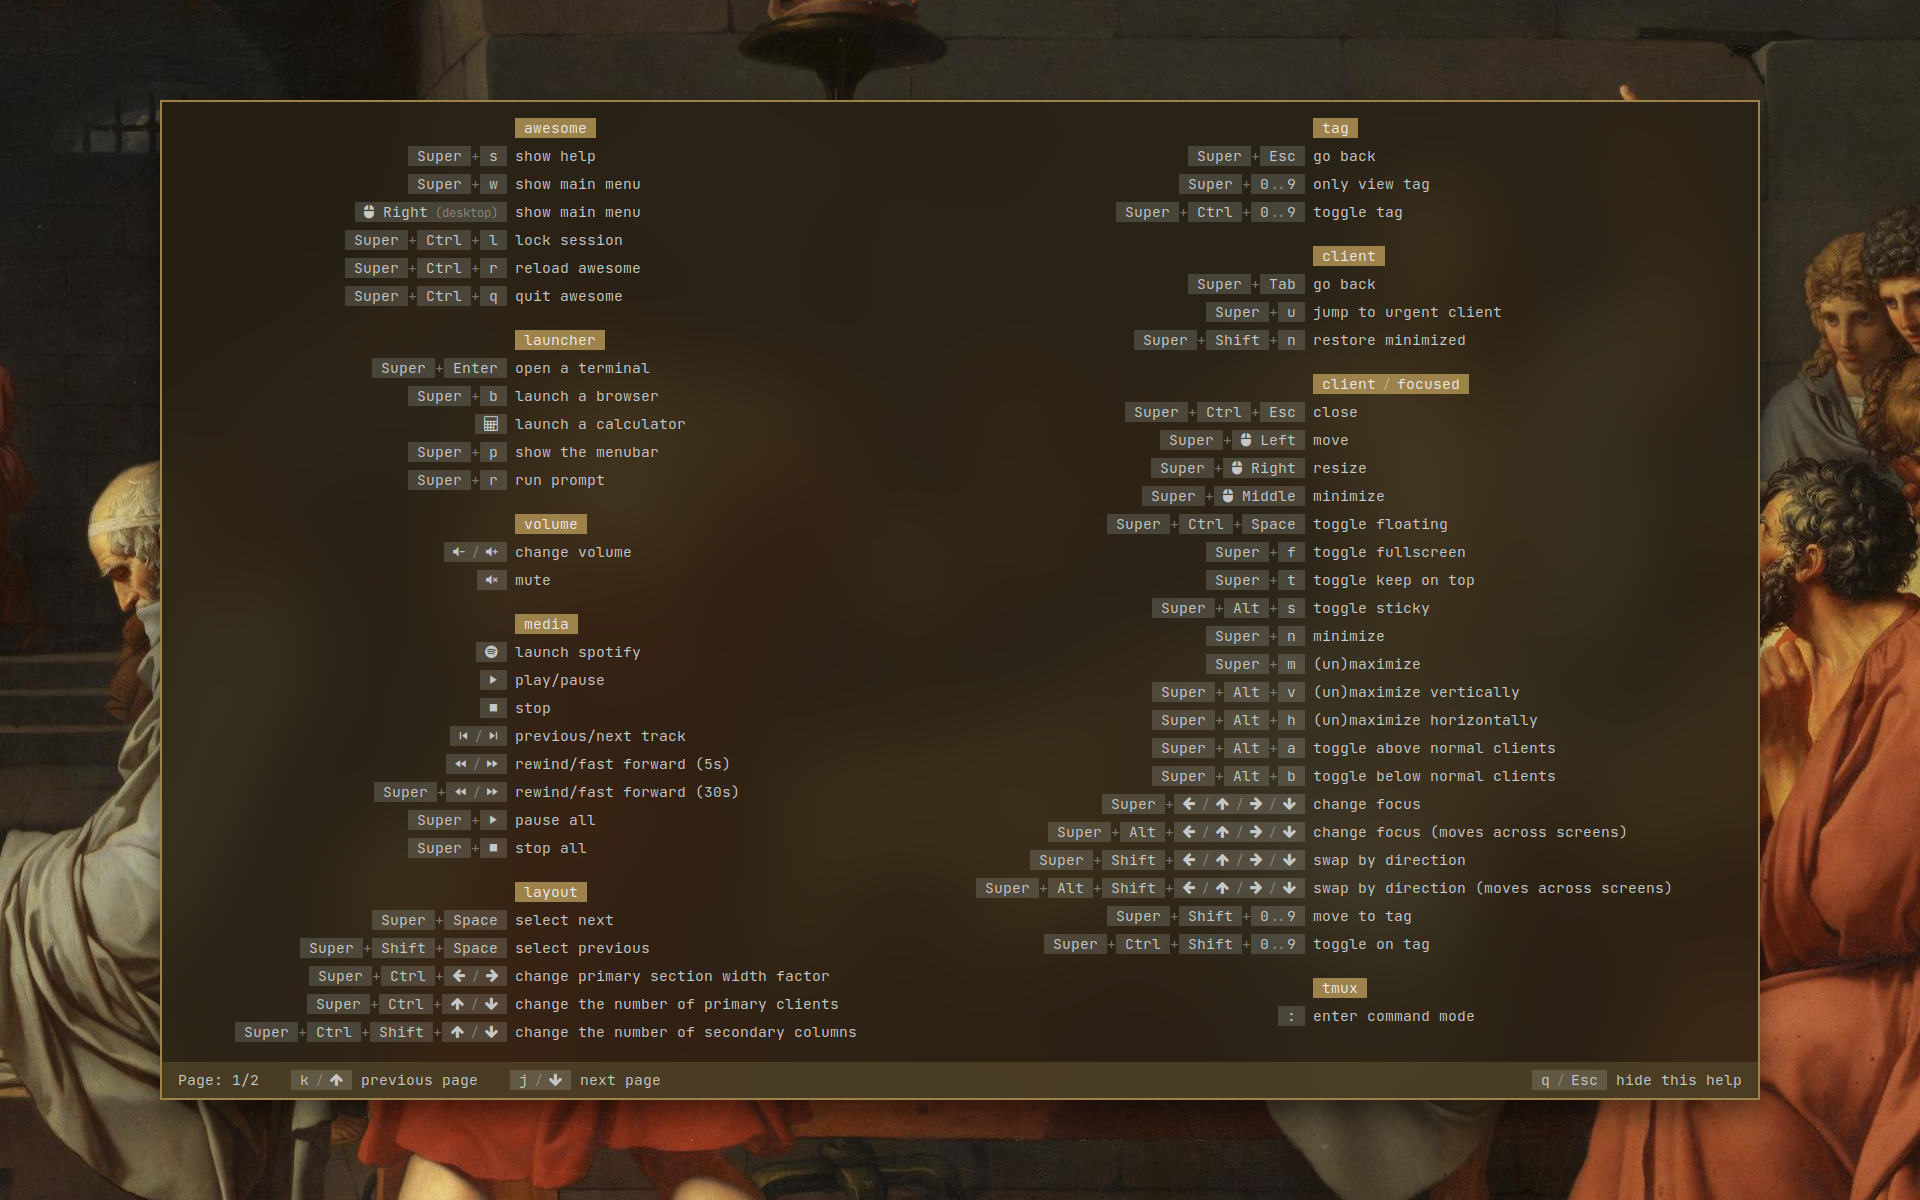 awesome
Super + s show help
Super + w show main menu
Right (desktop) show main menu
Super + Ctrl + l lock session
Super + Ctrl + r reload awesome
Super + Ctrl + q quit awesome
launcher
Super + Enter open a terminal
Super + b launch a browser
launch a calculator
Super + p show the menubar
Super + r run prompt
volume
/ change volume
mute
media
launch spotify
play/pause
stop
/ previous/next track
/ rewind/fast forward (5s)
Super + / rewind/fast forward (30s)
Super + pause all
Super + stop all
layout
Super + Space select next
Super + Shift + Space select previous
Super + Ctrl + ← / → change primary section width factor
Super + Ctrl + ↑ / ↓ change the number of primary clients
Super + Ctrl + Shift + ↑ / ↓ change the number of secondary columns
tag
Super + Esc go back
Super + 0..9 only view tag
Super + Ctrl + 0..9 toggle tag
client
Super + Tab go back
Super + u jump to urgent client
Super + Shift + n restore minimized
client / focused
Super + Ctrl + Esc close
Super + Left move
Super + Right resize
Super + Middle minimize
Super + Ctrl + Space toggle floating
Super + f toggle fullscreen
Super + t toggle keep on top
Super + Alt + s toggle sticky
Super + n minimize
Super + m (un)maximize
Super + Alt + v (un)maximize vertically
Super + Alt + h (un)maximize horizontally
Super + Alt + a toggle above normal clients
Super + Alt + b toggle below normal clients
Super + ← / ↑ / → / ↓ change focus
Super + Alt + ← / ↑ / → / ↓ change focus (moves across screens)
Super + Shift + ← / ↑ / → / ↓ swap by direction
Super + Alt + Shift + ← / ↑ / → / ↓ swap by direction (moves across screens)
Super + Shift + 0..9 move to tag
Super + Ctrl + Shift + 0..9 toggle on tag
tmux
: enter command mode
Page: 1/2 k / ↑ previous page j / ↓ next page q / Esc hide this help